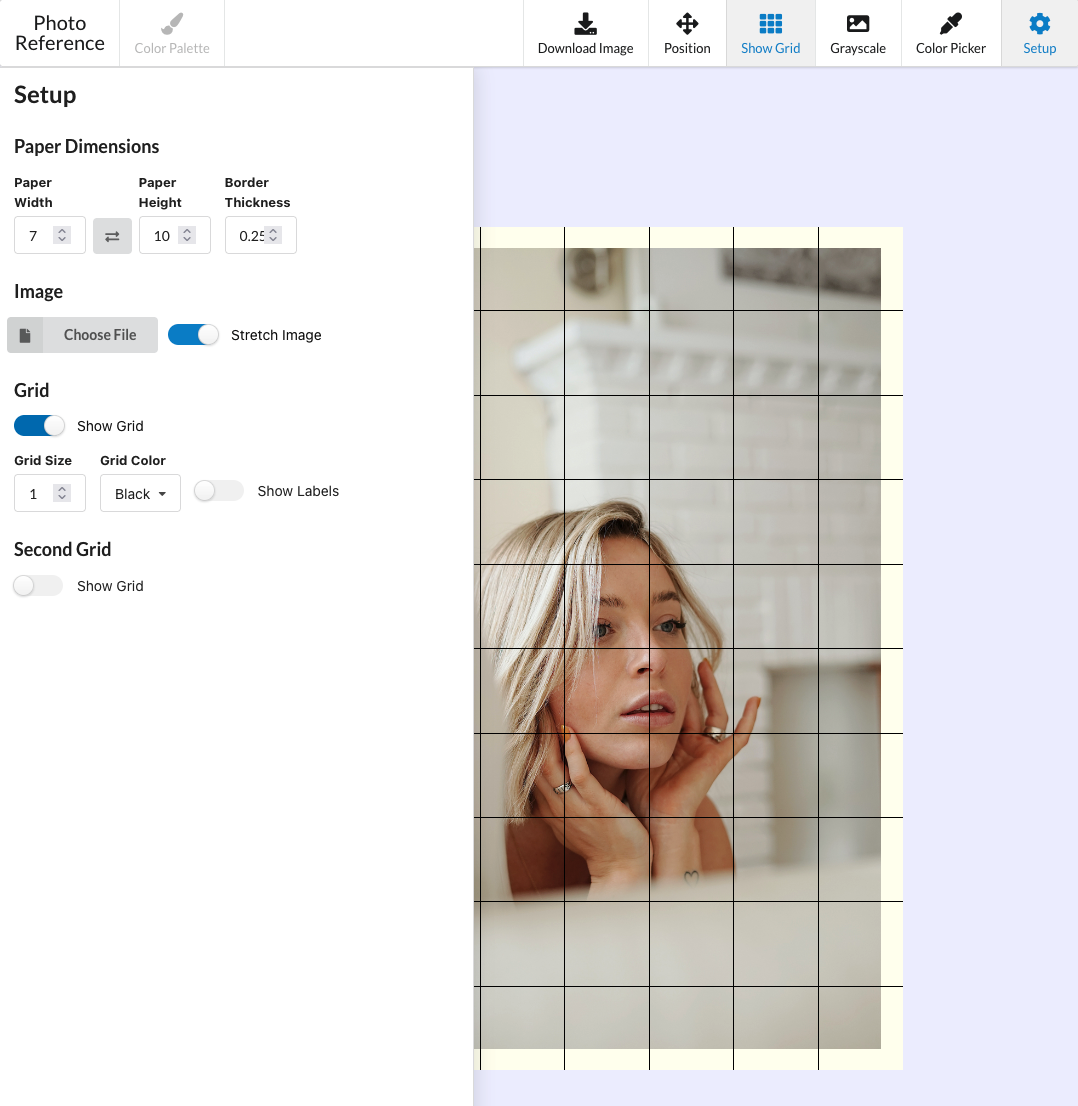 Photo
Reference
Color Palette
Download Image
Position
Show Grid
Grayscale
Color Picker
Setup
Setup
Paper Dimensions
Paper
Width
Paper
Height
Border
Thickness
7
10
0.25
Image
Choose File
Stretch Image
Grid
Show Grid
Grid Size
Grid Color
1
Black
Show Labels
Second Grid
Show Grid